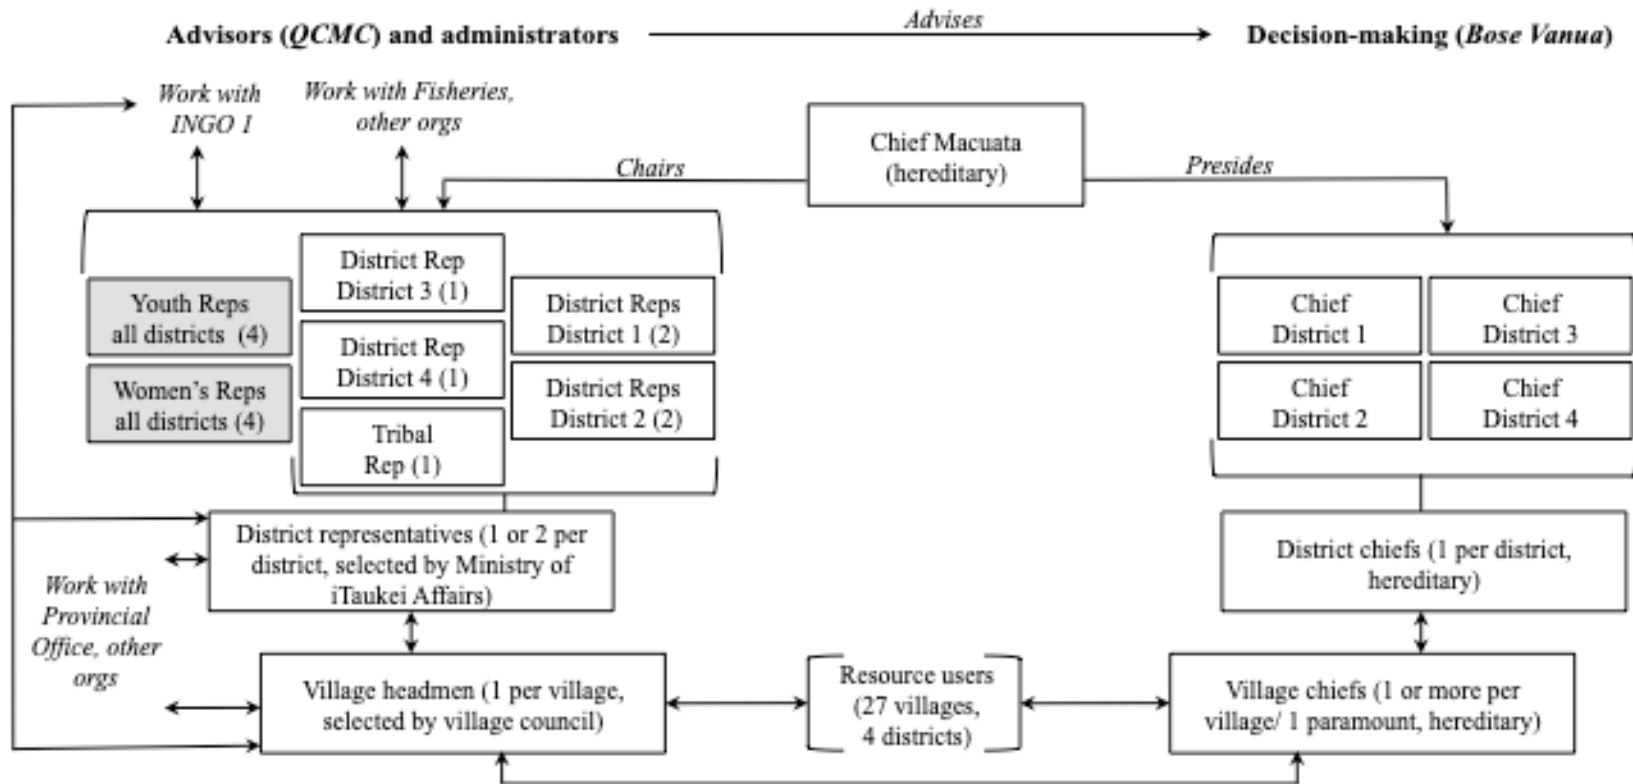 Advisors (QCMC) and administrators
Advises
Decision-making (Bose Vanua)
Work with
INGO 1
Work with Fisheries,
other orgs
Chief Macuata
(hereditary)
Chairs
Presides
District Rep
District 3 (1)
Youth Reps
all districts (4)
District Reps
District 1 (2)
District Rep
District 4 (1)
Women's Reps
all districts (4)
District Reps
District 2 (2)
Tribal
Rep (1)
Chief
District 1
Chief
District 3
Chief
District 2
Chief
District 4
District representatives (1 or 2 per
district, selected by Ministry of
iTaukei Affairs)
District chiefs (1 per district,
hereditary)
Work with
Provincial
Office, other
orgs
Village headmen (1 per village,
selected by village council)
Resource users
(27 villages,
4 districts)
Village chiefs (1 or more per
village/ 1 paramount, hereditary)